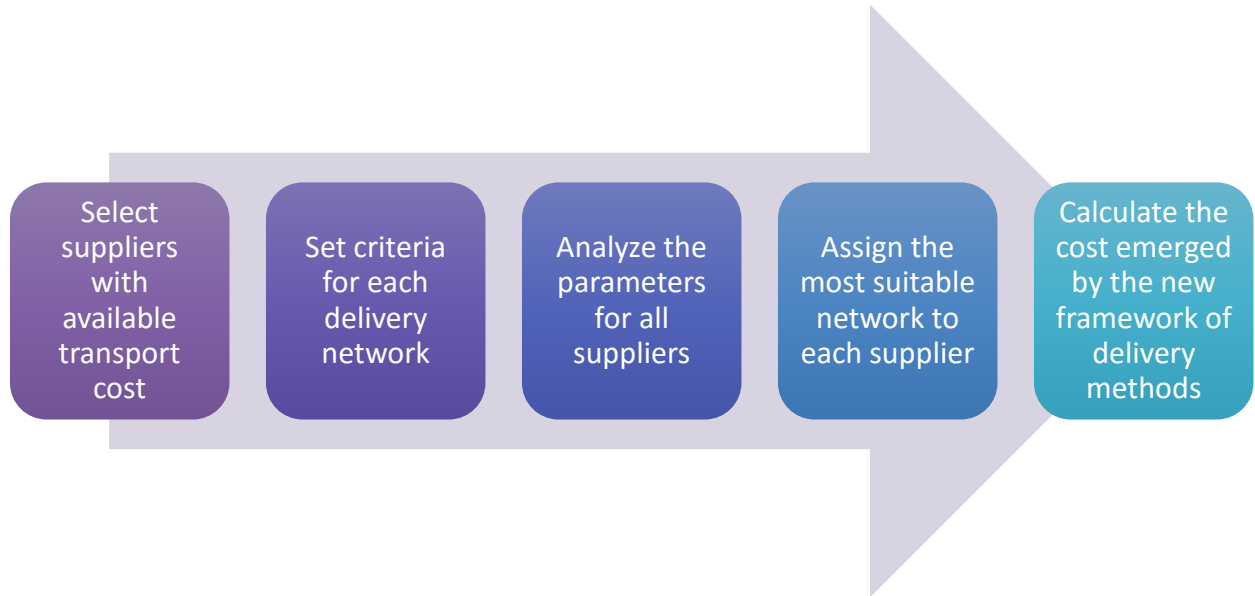 Select
suppliers
with
available
transport
cost
Set criteria
for each
delivery
network
Analyze the
parameters
for all
suppliers
Assign the
most suitable
network to
each supplier
Calculate the
cost emerged
by the new
framework of
delivery
methods